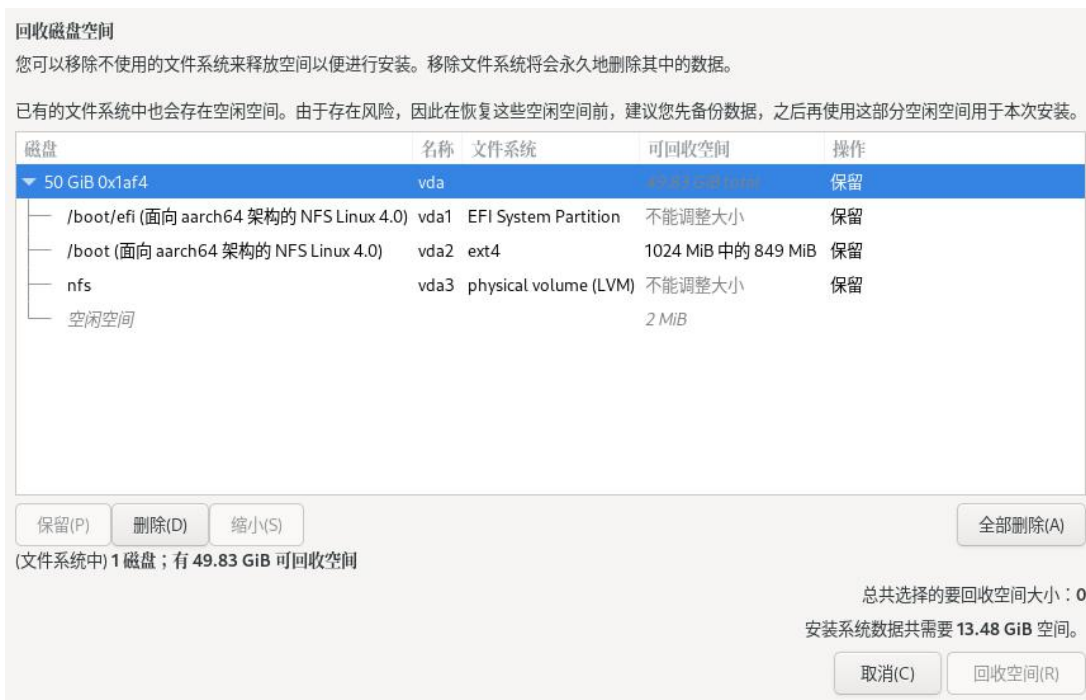 回收磁盘空间
您可以移除不使用的文件系统来释放空间以便进行安装。移除文件系统将会永久地删除其中的数据。
已有的文件系统中也会存在空闲空间。由于存在风险，因此在恢复这些空闲空间前，建议您先备份数据，之后再使用这部分空闲空间用于本次安装。
磁盘 名称 文件系统 可回收空间 操作
50 GiB 0x1af4 vda 49.83 GiB total 保留
/boot/efi (面向 aarch64 架构的 NFS Linux 4.0) vda1 EFI System Partition 不能调整大小 保留
/boot (面向 aarch64 架构的 NFS Linux 4.0) vda2 ext4 1024 MiB 中的 849 MiB 保留
nfs vda3 physical volume (LVM) 不能调整大小 保留
空闲空间 2 MiB
保留(P) 删除(D) 缩小(S) 全部删除(A)
(文件系统中) 1 磁盘；有 49.83 GiB 可回收空间
总共选择的要回收空间大小：0
安装系统数据共需要 13.48 GiB 空间。
取消(C) 回收空间(R)